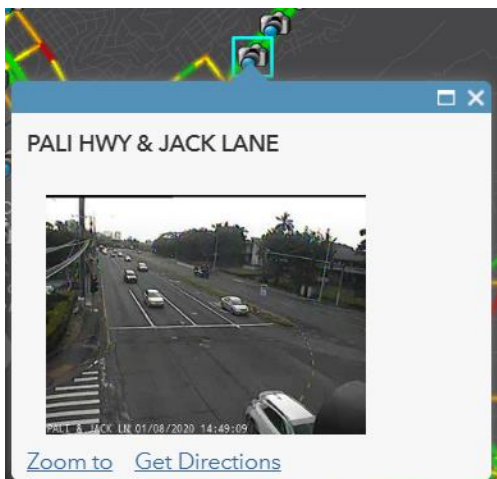 PALI HWY & JACK LANE
PALI & JACK LN 01/08/2020 14:49:09
Zoom to Get Directions